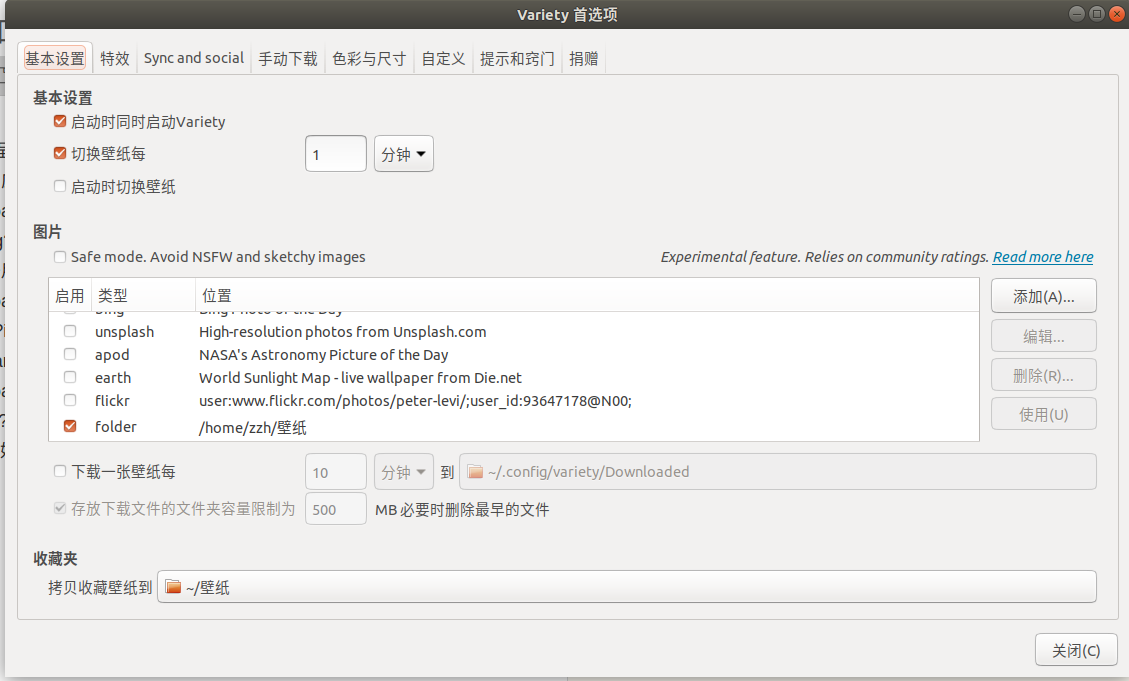 Variety 首选项
基本设置 特效 Sync and social 手动下载 色彩与尺寸 自定义 提示和窍门 捐赠
基本设置
启动时同时启动Variety
切换壁纸每 1 分钟
启动时切换壁纸
图片
Safe mode. Avoid NSFW and sketchy images Experimental feature. Relies on community ratings. Read more here
启用 类型 位置 添加(A)...
bing Bing Photo of the Day
unsplash High-resolution photos from Unsplash.com 编辑...
apod NASA's Astronomy Picture of the Day
earth World Sunlight Map - live wallpaper from Die.net 删除(R)...
flickr user:www.flickr.com/photos/peter-levi/;user_id:93647178@N00;
folder /home/zzh/壁纸 使用(U)
下载一张壁纸每 10 分钟 到 ~/.config/variety/Downloaded
存放下载文件的文件夹容量限制为 500 MB 必要时删除最早的文件
收藏夹
拷贝收藏壁纸到 ~/壁纸
关闭(C)